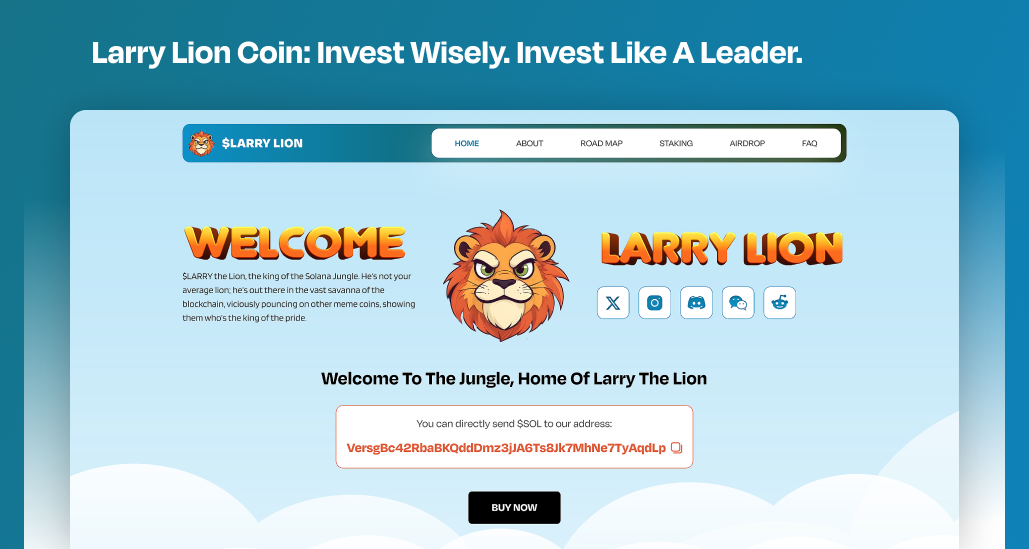 Larry Lion Coin: Invest Wisely. Invest Like A Leader.
$LARRY LION
HOME ABOUT ROAD MAP STAKING AIRDROP FAQ
WELCOME
$LARRY the Lion, the king of the Solana Jungle. He's not your
average lion; he's out there in the vast savanna of the
blockchain, viciously pouncing on other meme coins, showing
them who's the king of the pride.
LARRY LION
Welcome To The Jungle, Home Of Larry The Lion
You can directly send $SOL to our address:
VersgBc42RbaBKQddDmz3jJA6Ts8Jk7MhNe7TyAqdLp
BUY NOW